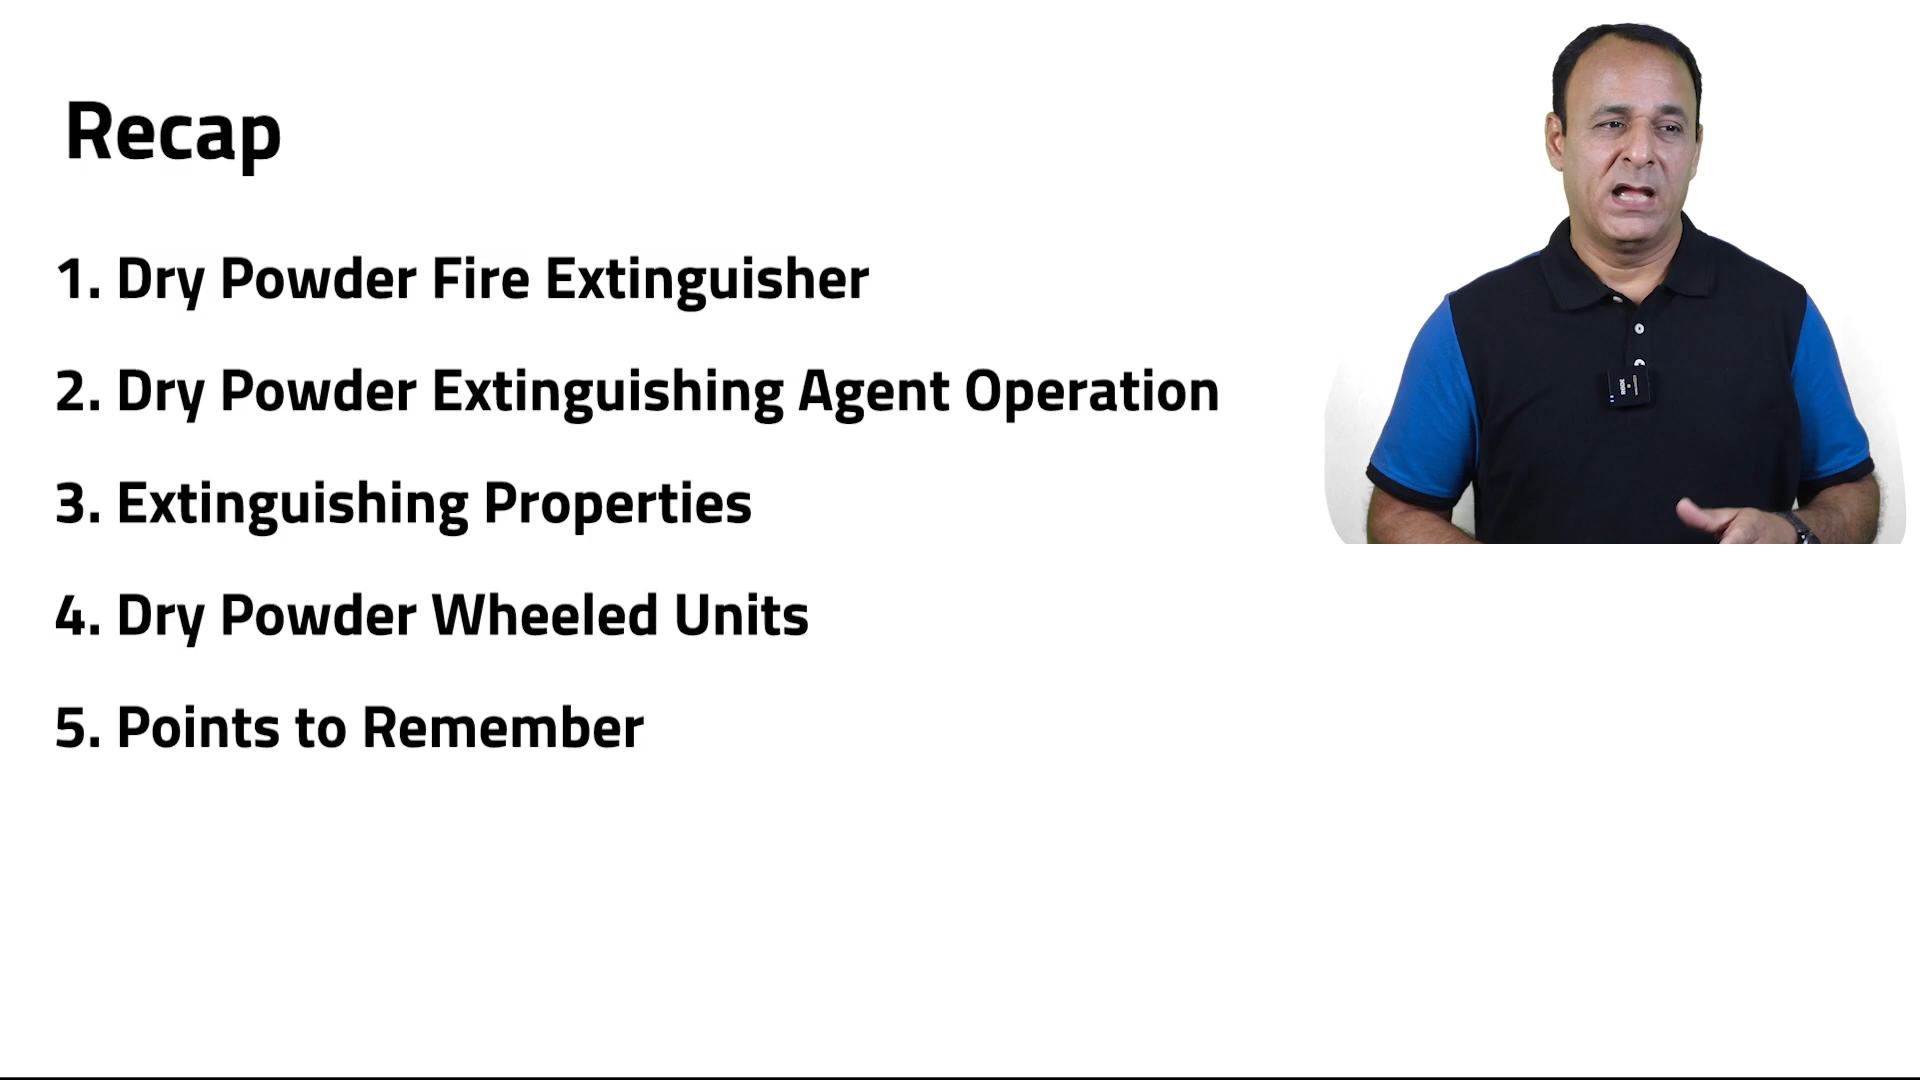 Recap
1. Dry Powder Fire Extinguisher
2. Dry Powder Extinguishing Agent Operation
3. Extinguishing Properties
4. Dry Powder Wheeled Units
5. Points to Remember